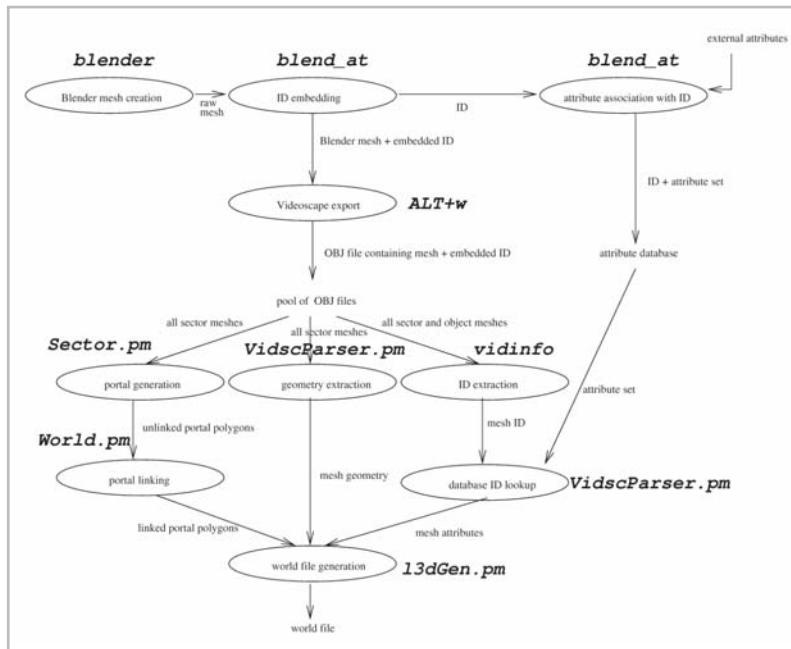 external attributes
blender
blend_at
blend_at
Blender mesh creation
raw
mesh
ID embedding
ID
attribute association with ID
Blender mesh + embedded ID
ID + attribute set
Videoscape export
ALT+w
OBJ file containing mesh + embedded ID
attribute database
pool of OBJ files
all sector meshes
all sector meshes
all sector and object meshes
Sector.pm
VidscParser.pm
vidinfo
portal generation
geometry extraction
ID extraction
attribute set
unlinked portal polygons
mesh ID
World.pm
portal linking
mesh geometry
database ID lookup
VidscParser.pm
linked portal polygons
mesh attributes
world file generation
l3dGen.pm
world file